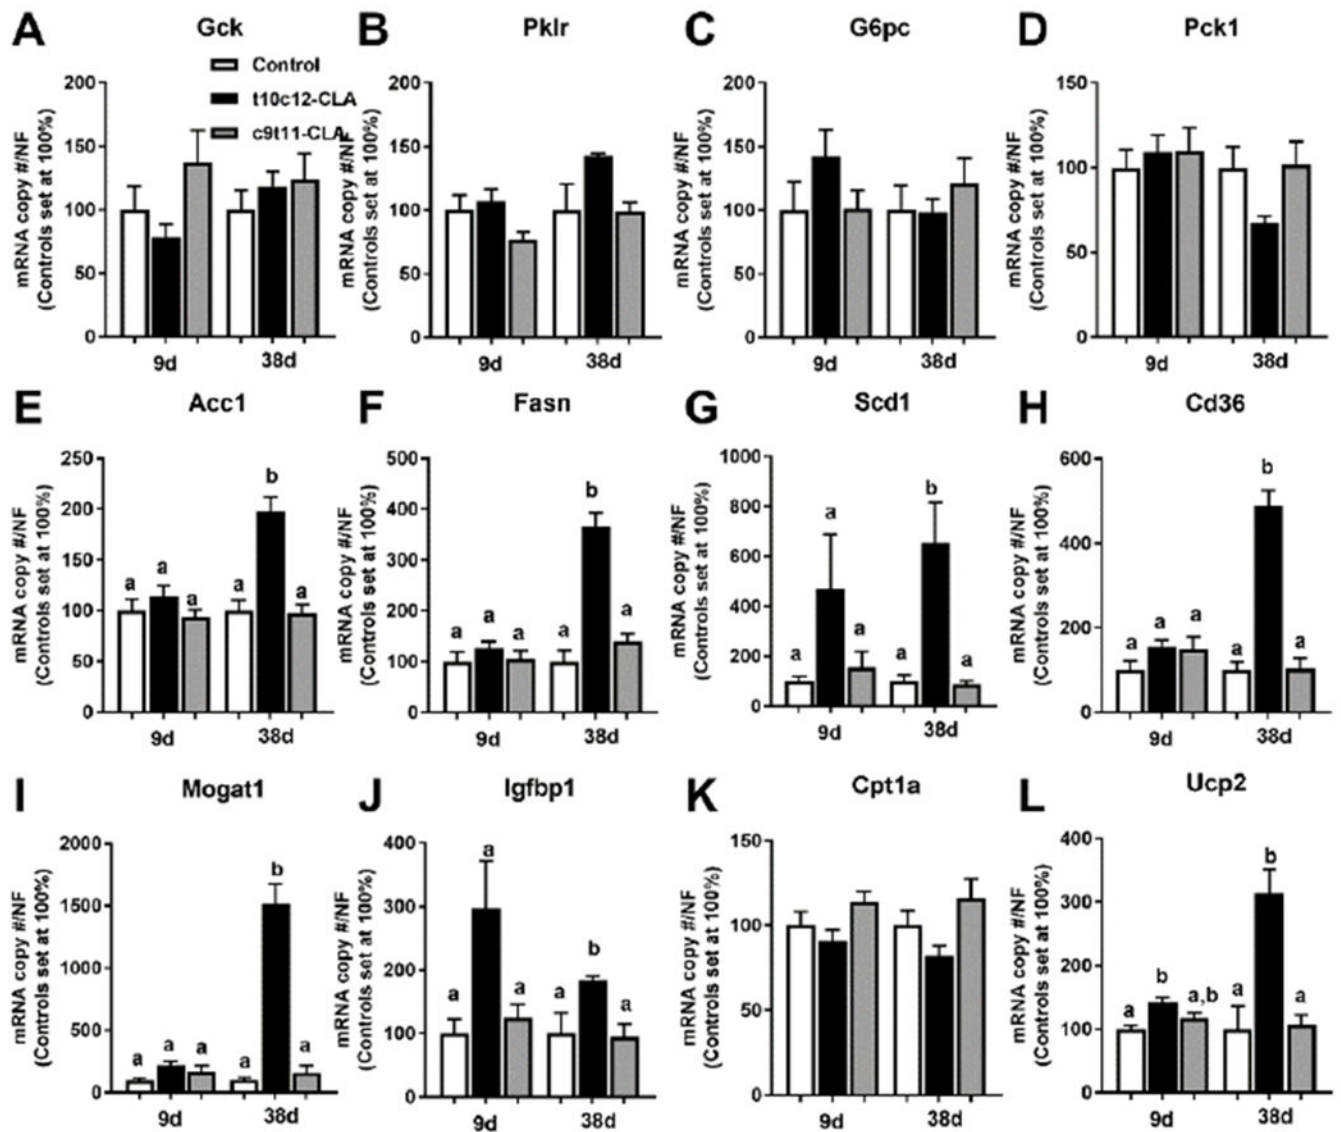 A Gck
Control
t10c12-CLA
c9t11-CLA
mRNA copy #/NF
(Controls set at 100%)
200
150
100
50
0
9d 38d
B Pklr
mRNA copy #/NF
(Controls set at 100%)
200
150
100
50
0
9d 38d
C G6pc
mRNA copy #/NF
(Controls set at 100%)
200
150
100
50
0
9d 38d
D Pck1
mRNA copy #/NF
(Controls set at 100%)
150
100
50
0
9d 38d
E Acc1
mRNA copy #/NF
(Controls set at 100%)
250
200
150
100
50
0
a a a a b a
9d 38d
F Fasn
mRNA copy #/NF
(Controls set at 100%)
500
400
300
200
100
0
a a a a b a
9d 38d
G Scd1
mRNA copy #/NF
(Controls set at 100%)
1000
800
600
400
200
0
a a a a b a
9d 38d
H Cd36
mRNA copy #/NF
(Controls set at 100%)
600
400
200
0
a a a a b a
9d 38d
I Mogat1
mRNA copy #/NF
(Controls set at 100%)
2000
1500
1000
500
0
a a a a b a
9d 38d
J Igfbp1
mRNA copy #/NF
(Controls set at 100%)
400
300
200
100
0
a a a a b a
9d 38d
K Cpt1a
mRNA copy #/NF
(Controls set at 100%)
150
100
50
0
9d 38d
L Ucp2
mRNA copy #/NF
(Controls set at 100%)
400
300
200
100
0
a b a,b a b a
9d 38d